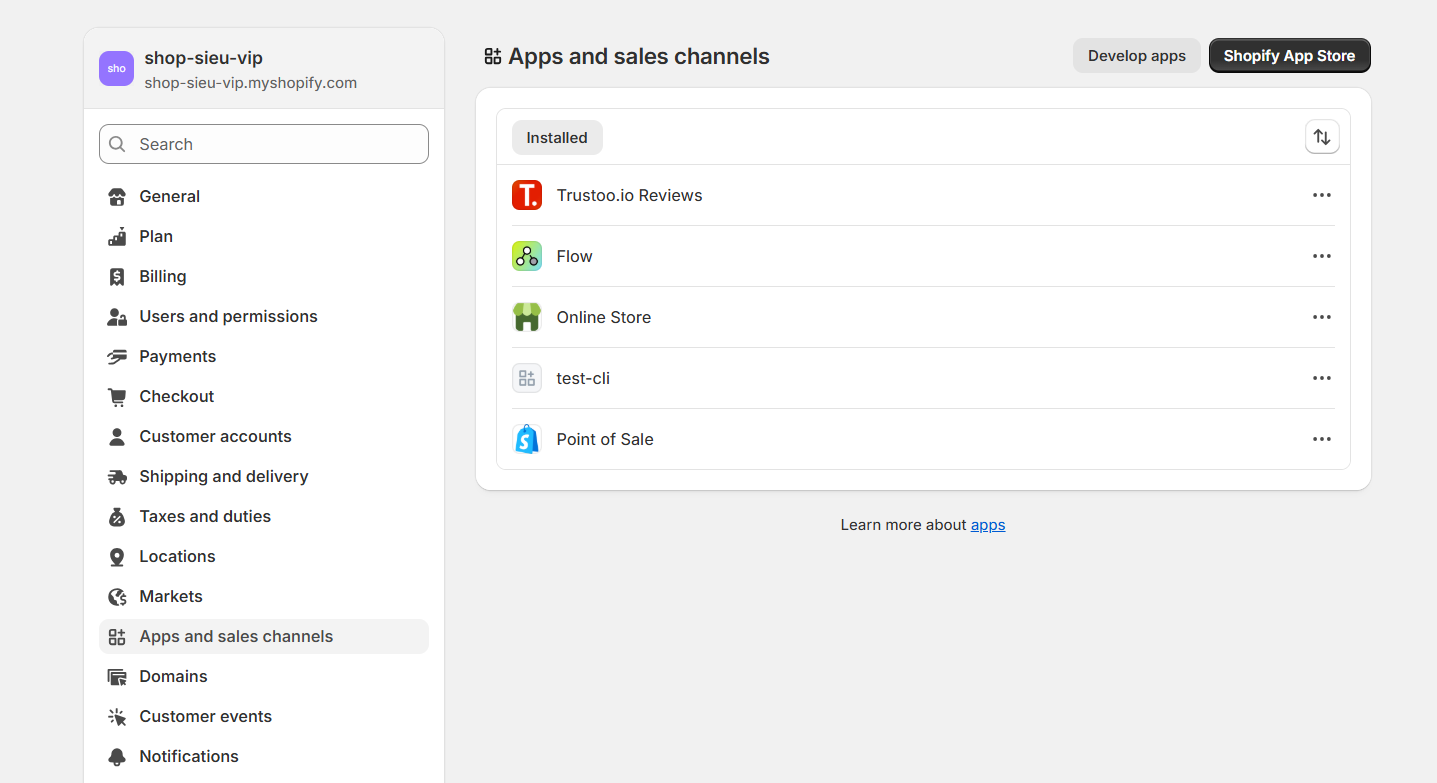 sho
shop-sieu-vip
shop-sieu-vip.myshopify.com
Search
General
Plan
Billing
Users and permissions
Payments
Checkout
Customer accounts
Shipping and delivery
Taxes and duties
Locations
Markets
Apps and sales channels
Domains
Customer events
Notifications
Apps and sales channels
Develop apps
Shopify App Store
Installed
T.
Trustoo.io Reviews
Flow
Online Store
test-cli
S
Point of Sale
Learn more about apps